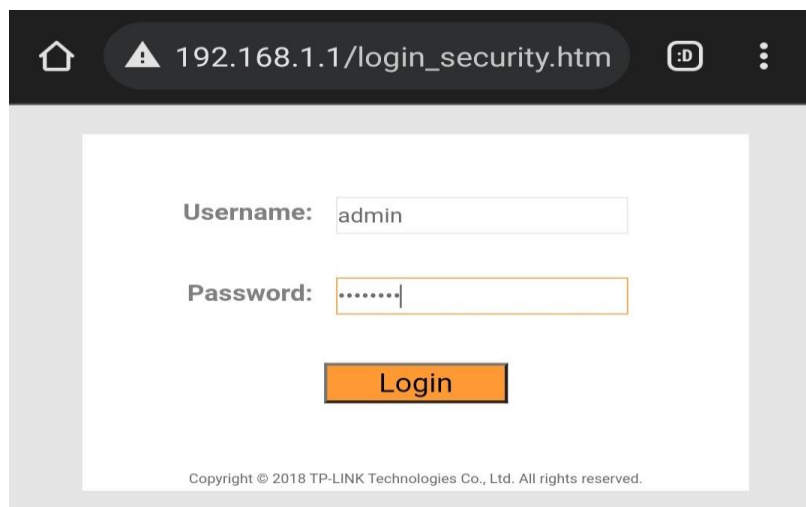 192.168.1.1/login_security.htm :D
Username: admin
Password: ••••••••
Login
Copyright © 2018 TP-LINK Technologies Co., Ltd. All rights reserved.